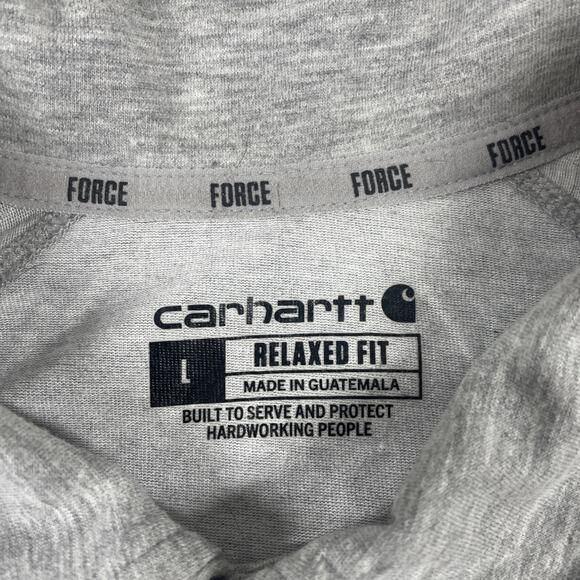 FORCE FORCE FORCE FORCE
carhartt
L RELAXED FIT
MADE IN GUATEMALA
BUILT TO SERVE AND PROTECT
HARDWORKING PEOPLE